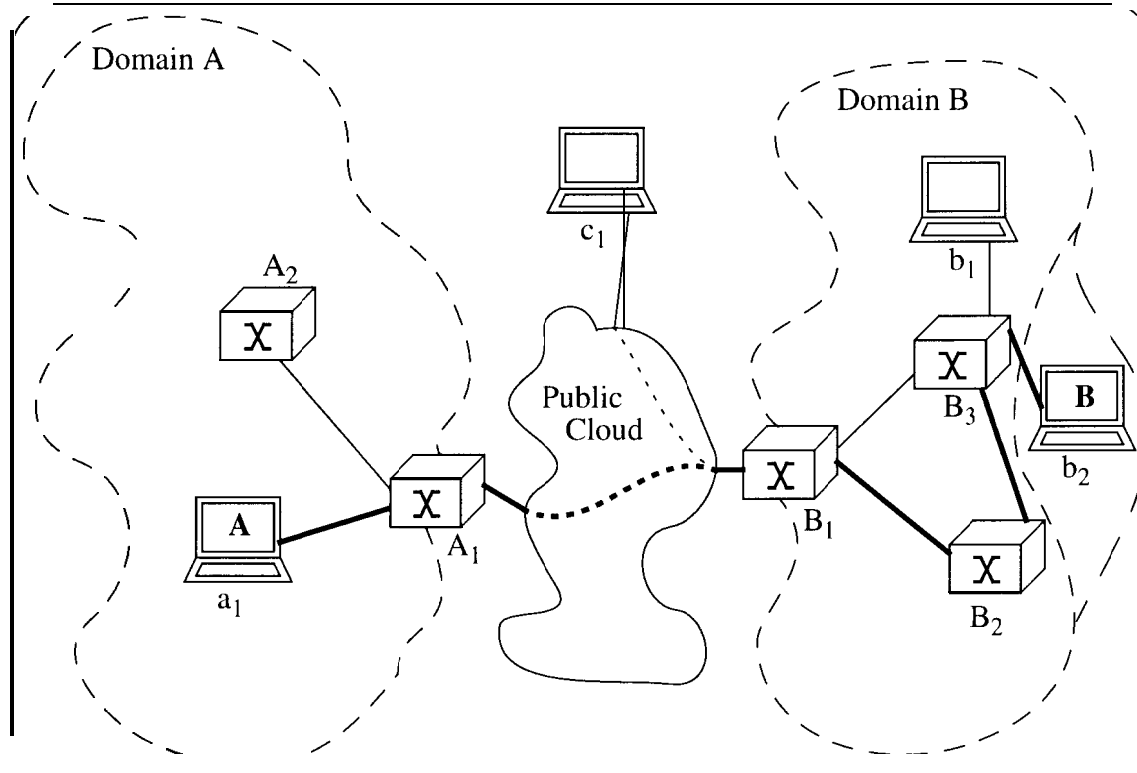 Domain A
Domain B
c₁
b₁
A₂
Public
Cloud
B₃
B
b₂
A
A₁
B₁
a₁
B₂